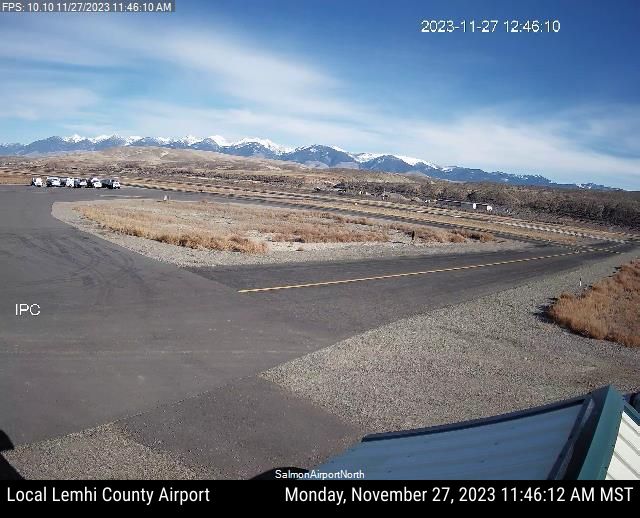 FPS: 10.10 11/27/2023 11:46:10 AM
2023-11-27 12:46:10
IPC
SalmonAirportNorth
Local Lemhi County Airport
Monday, November 27, 2023 11:46:12 AM MST